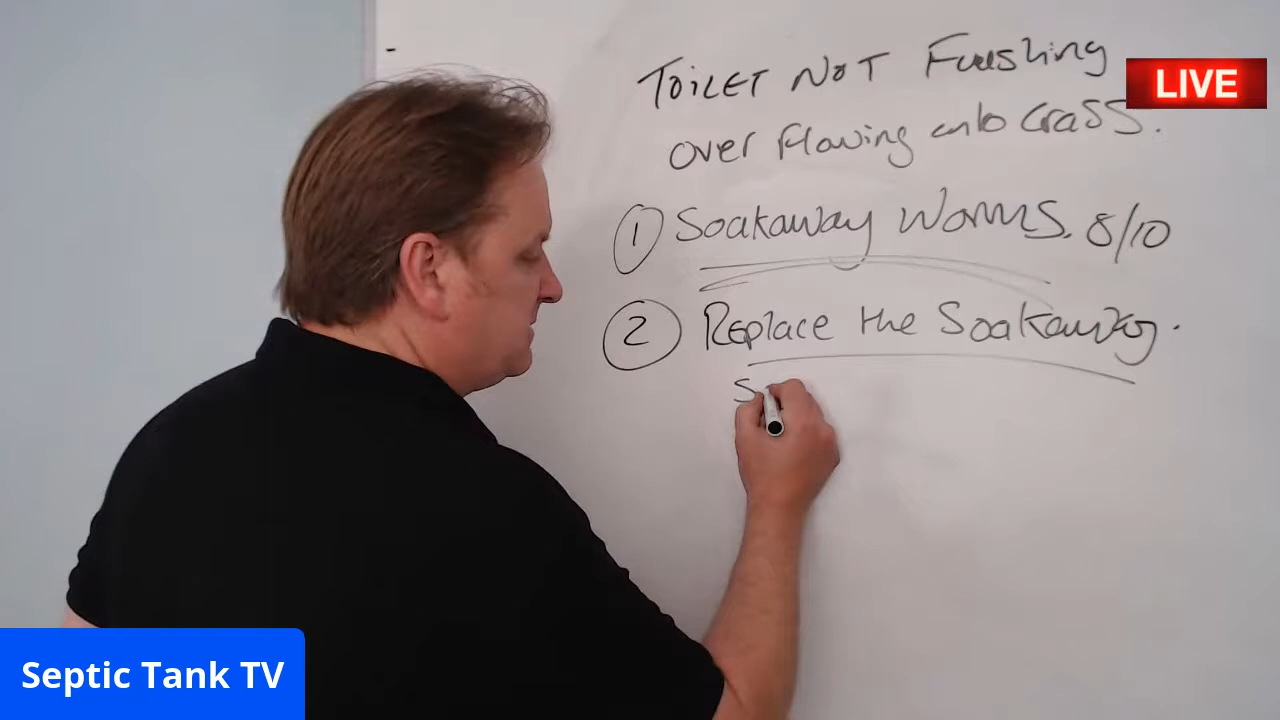 TOILET NOT Flushing
LIVE
over flowing onto Grass.
1 Soakaway Worms. 8/10
2 Replace the Soakaway.
S
Septic Tank TV